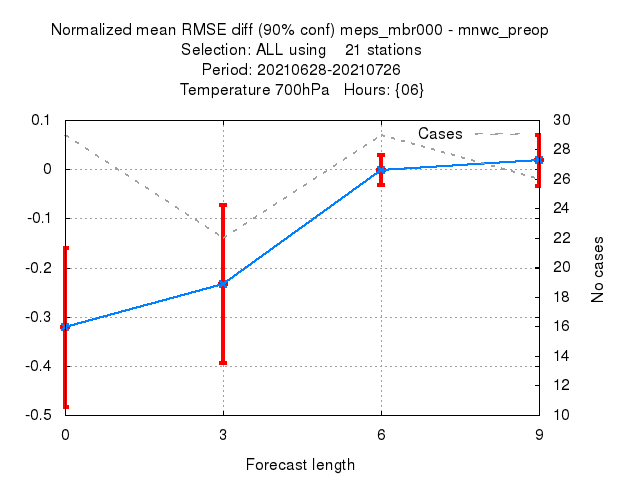 Normalized mean RMSE diff (90% conf) meps_mbr000 - mnwc_preop
Selection: ALL using    21 stations
Period: 20210628-20210726
Temperature 700hPa   Hours: {06}
Cases
0.1
0
-0.1
-0.2
-0.3
-0.4
-0.5
30
28
26
24
22
20
18
16
14
12
10
No cases
0 3 6 9
Forecast length